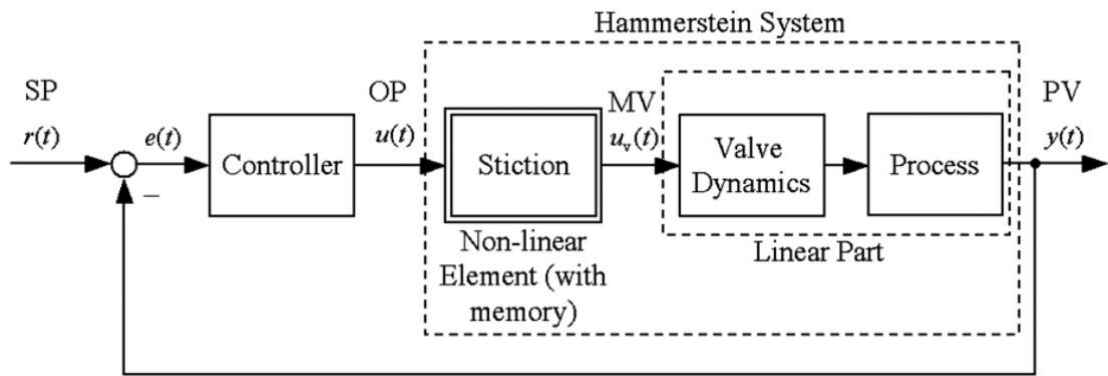 Hammerstein System
SP
r(t)
e(t)
Controller
OP
u(t)
Stiction
Non-linear
Element (with
memory)
MV
uᵥ(t)
Valve
Dynamics
Process
Linear Part
PV
y(t)
−